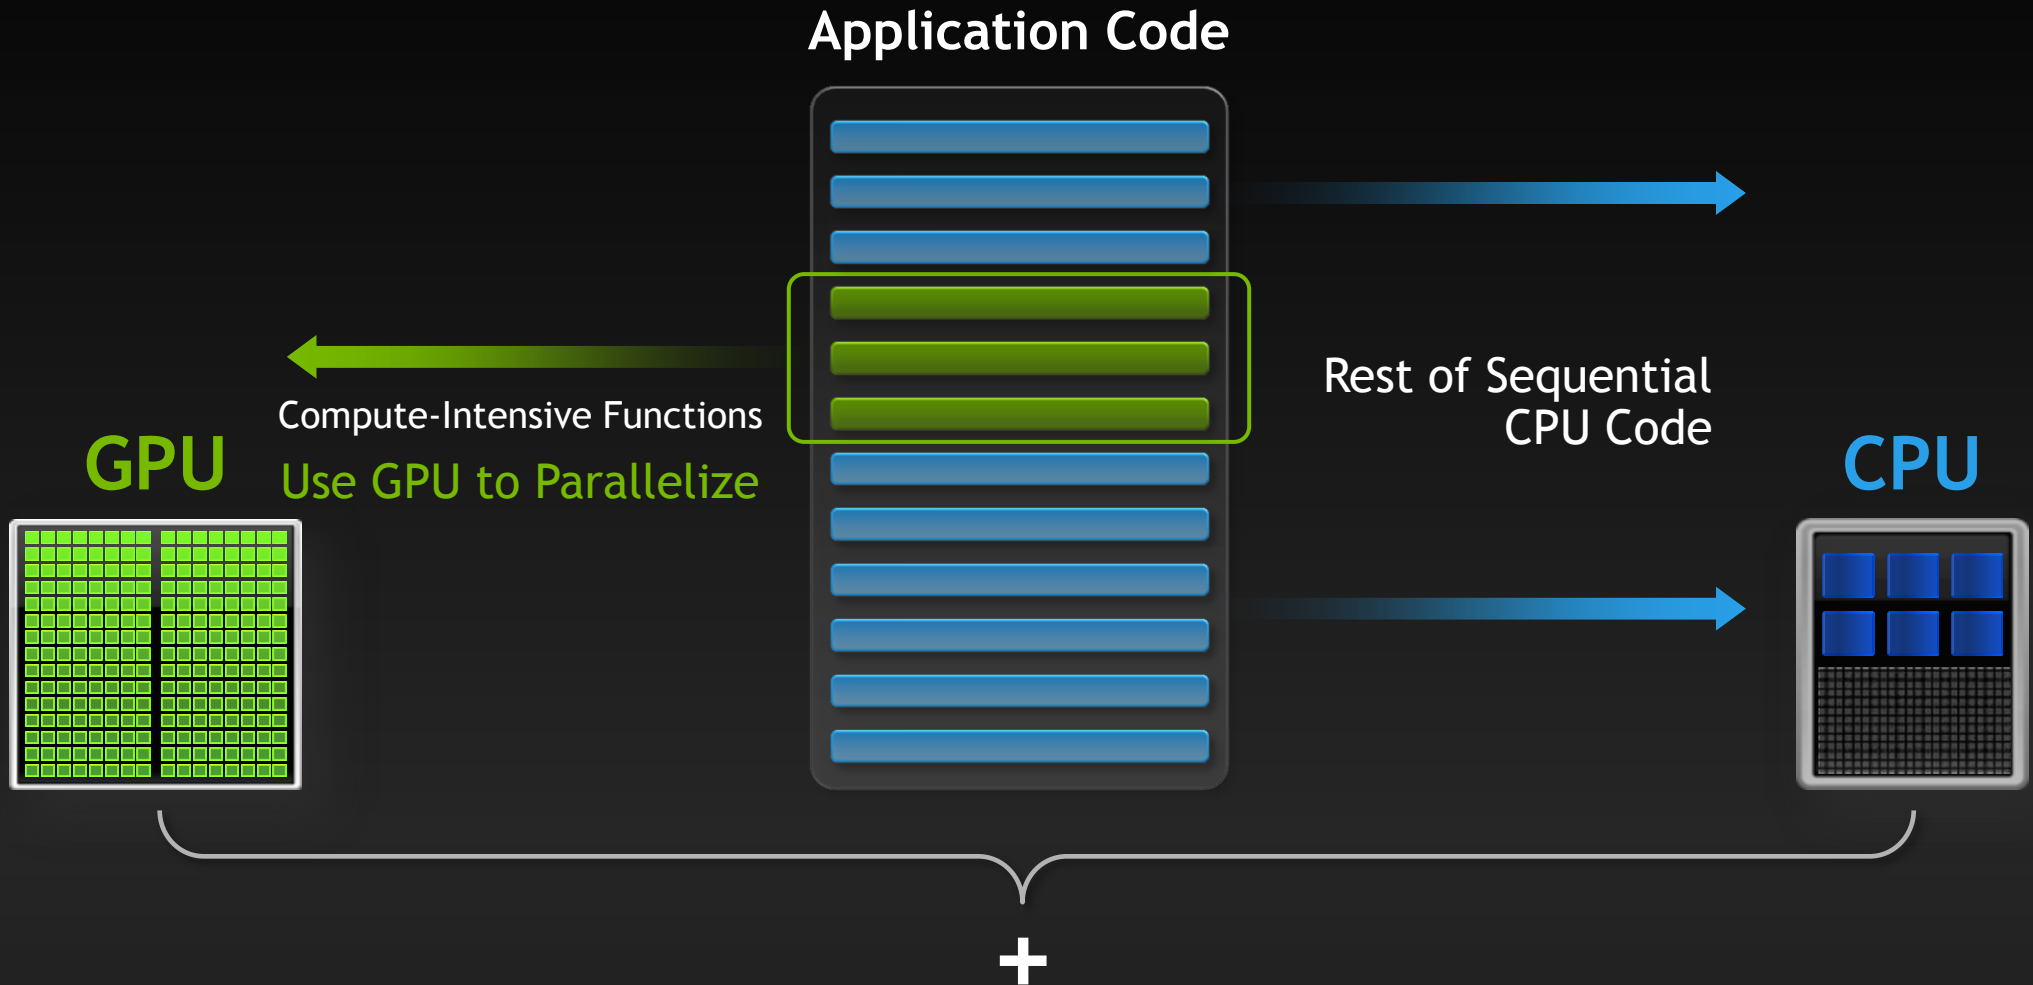 Application Code
Compute-Intensive Functions
Use GPU to Parallelize
GPU
Rest of Sequential
CPU Code
CPU
+